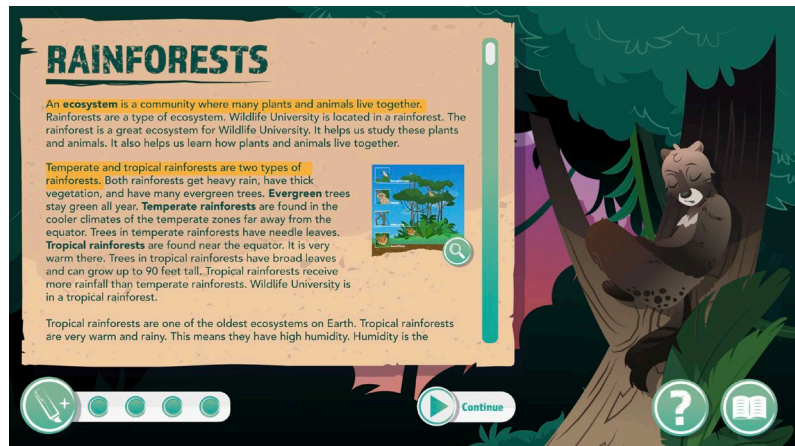 RAINFORESTS
An ecosystem is a community where many plants and animals live together.
Rainforests are a type of ecosystem. Wildlife University is located in a rainforest. The
rainforest is a great ecosystem for Wildlife University. It helps us study these plants
and animals. It also helps us learn how plants and animals live together.
Temperate and tropical rainforests are two types of
rainforests. Both rainforests get heavy rain, have thick
vegetation, and have many evergreen trees. Evergreen trees
stay green all year. Temperate rainforests are found in the
cooler climates of the temperate zones far away from the
equator. Trees in temperate rainforests have needle leaves.
Tropical rainforests are found near the equator. It is very
warm there. Trees in tropical rainforests have broad leaves
and can grow up to 90 feet tall. Tropical rainforests receive
more rainfall than temperate rainforests. Wildlife University is
in a tropical rainforest.
Tropical rainforests are one of the oldest ecosystems on Earth. Tropical rainforests
are very warm and rainy. This means they have high humidity. Humidity is the
Continue
?